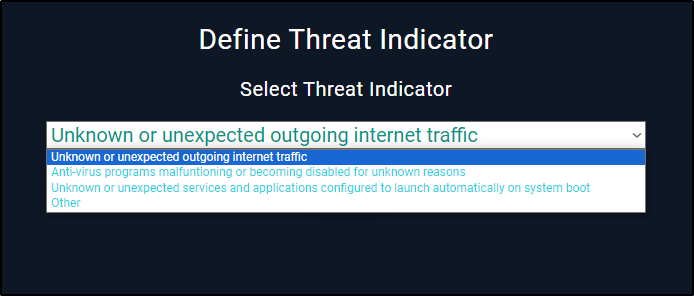 Define Threat Indicator
Select Threat Indicator
Unknown or unexpected outgoing internet traffic
Unknown or unexpected outgoing internet traffic
Anti-virus programs malfuntioning or becoming disabled for unknown reasons
Unknown or unexpected services and applications configured to launch automatically on system boot
Other